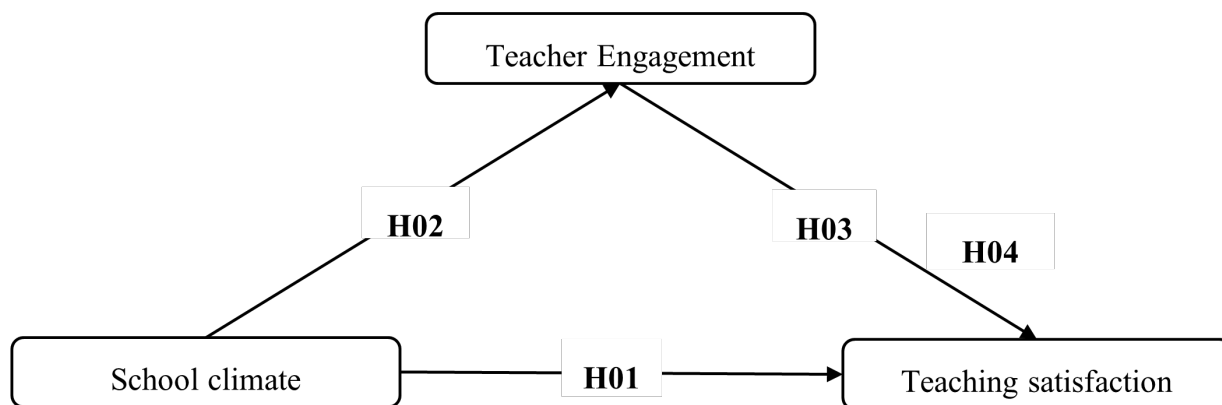 Teacher Engagement
H02
H03
H04
School climate
H01
Teaching satisfaction